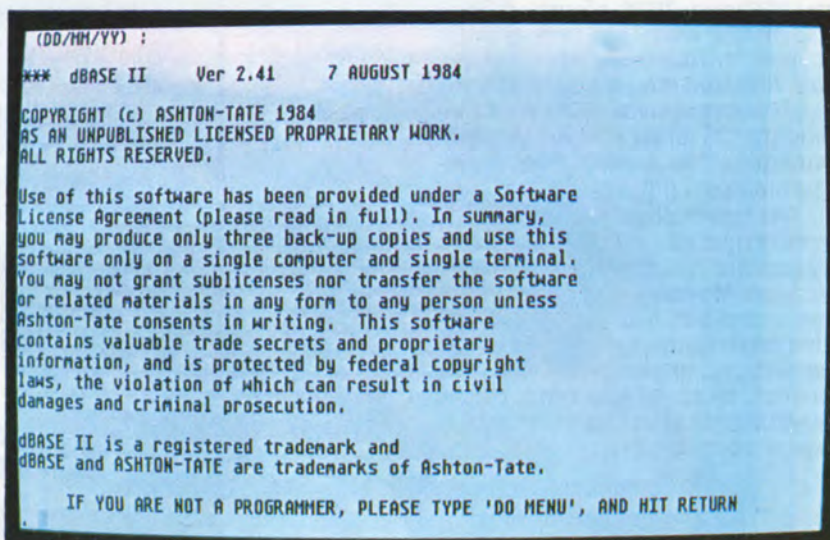 (DD/MM/YY) :
*** dBASE II Ver 2.41 7 AUGUST 1984
COPYRIGHT (c) ASHTON-TATE 1984
AS AN UNPUBLISHED LICENSED PROPRIETARY WORK.
ALL RIGHTS RESERVED.
Use of this software has been provided under a Software
License Agreement (please read in full). In summary,
you may produce only three back-up copies and use this
software only on a single computer and single terminal.
You may not grant sublicenses nor transfer the software
or related materials in any form to any person unless
Ashton-Tate consents in writing. This software
contains valuable trade secrets and proprietary
information, and is protected by federal copyright
laws, the violation of which can result in civil
damages and criminal prosecution.
dBASE II is a registered trademark and
dBASE and ASHTON-TATE are trademarks of Ashton-Tate.
IF YOU ARE NOT A PROGRAMMER, PLEASE TYPE 'DO MENU', AND HIT RETURN
.